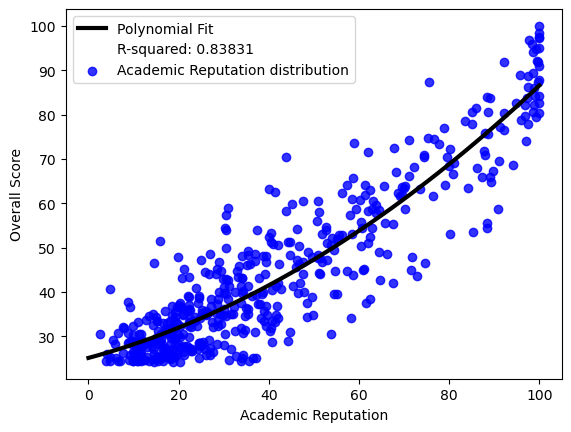 Polynomial Fit
R-squared: 0.83831
Academic Reputation distribution
100
90
80
70
60
50
40
30
Overall Score
0 20 40 60 80 100
Academic Reputation